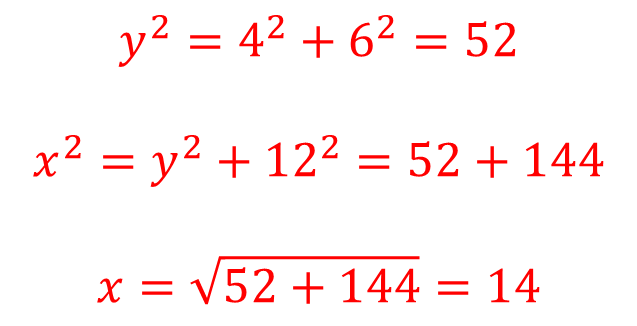 y² = 4² + 6² = 52
x² = y² + 12² = 52 + 144
x = √(52 + 144) = 14